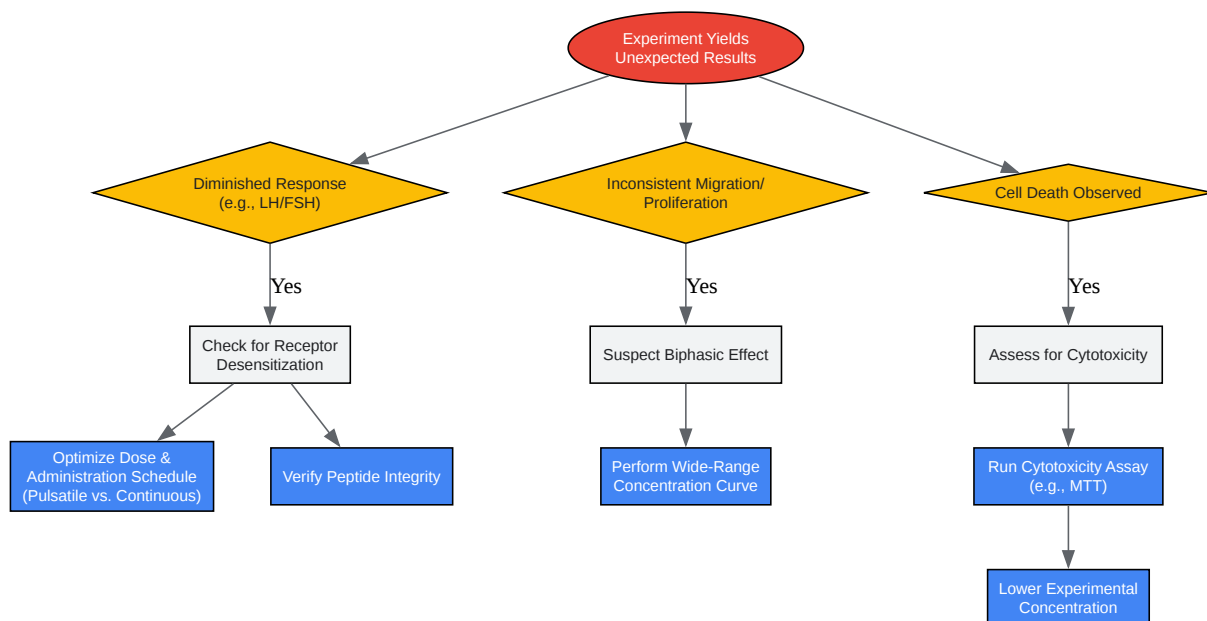 Experiment Yields
Unexpected Results
Diminished Response
(e.g., LH/FSH)
Inconsistent Migration/
Proliferation
Cell Death Observed
Yes
Yes
Yes
Check for Receptor
Desensitization
Suspect Biphasic Effect
Assess for Cytotoxicity
Optimize Dose &
Administration Schedule
(Pulsatile vs. Continuous)
Verify Peptide Integrity
Perform Wide-Range
Concentration Curve
Run Cytotoxicity Assay
(e.g., MTT)
Lower Experimental
Concentration